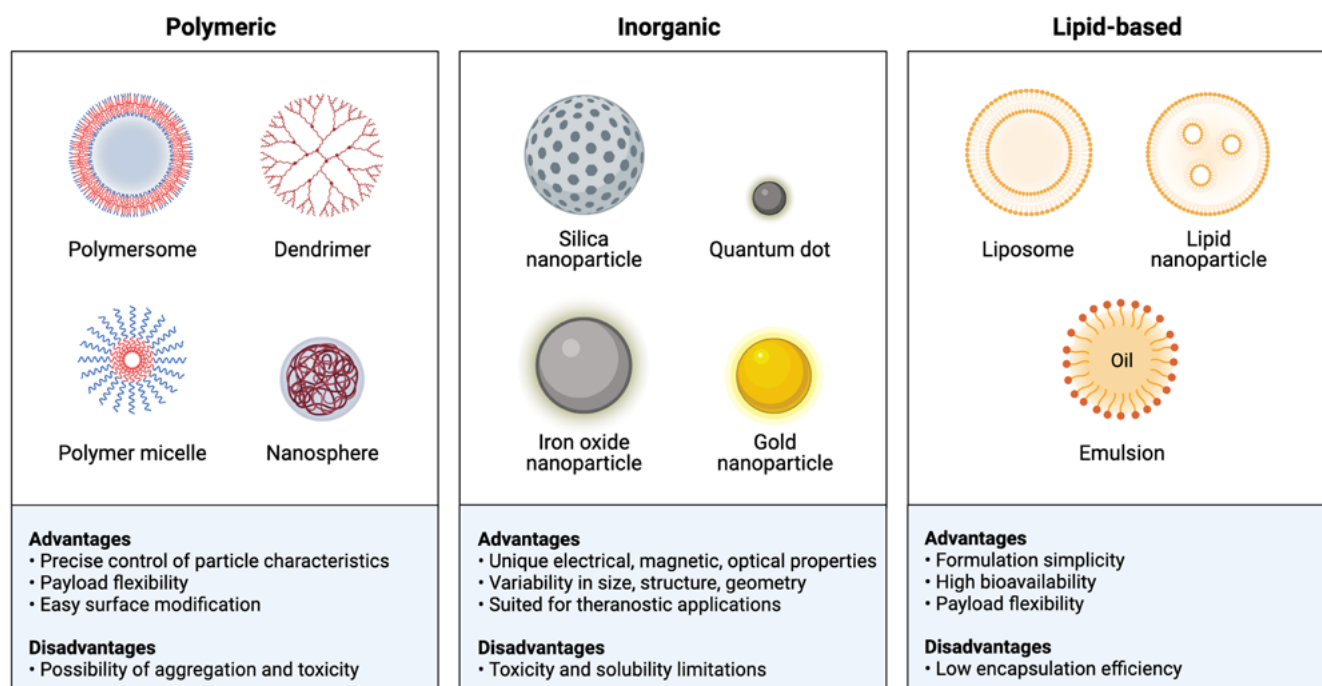 Polymeric
Polymersome
Dendrimer
Polymer micelle
Nanosphere
Advantages
• Precise control of particle characteristics
• Payload flexibility
• Easy surface modification
Disadvantages
• Possibility of aggregation and toxicity
Inorganic
Silica
nanoparticle
Quantum dot
Iron oxide
nanoparticle
Gold
nanoparticle
Advantages
• Unique electrical, magnetic, optical properties
• Variability in size, structure, geometry
• Suited for theranostic applications
Disadvantages
• Toxicity and solubility limitations
Lipid-based
Liposome
Lipid
nanoparticle
Oil
Emulsion
Advantages
• Formulation simplicity
• High bioavailability
• Payload flexibility
Disadvantages
• Low encapsulation efficiency